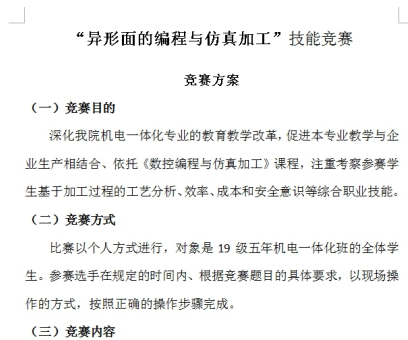 “异形面的编程与仿真加工”技能竞赛
竞赛方案
（一）竞赛目的
深化我院机电一体化专业的教育教学改革，促进本专业教学与企
业生产相结合、依托《数控编程与仿真加工》课程，注重考察参赛学
生基于加工过程的工艺分析、效率、成本和安全意识等综合职业技能。
（二）竞赛方式
比赛以个人方式进行，对象是 19 级五年机电一体化班的全体学
生。参赛选手在规定的时间内、根据竞赛题目的具体要求，以现场操
作的方式，按照正确的操作步骤完成。
（三）竞赛内容